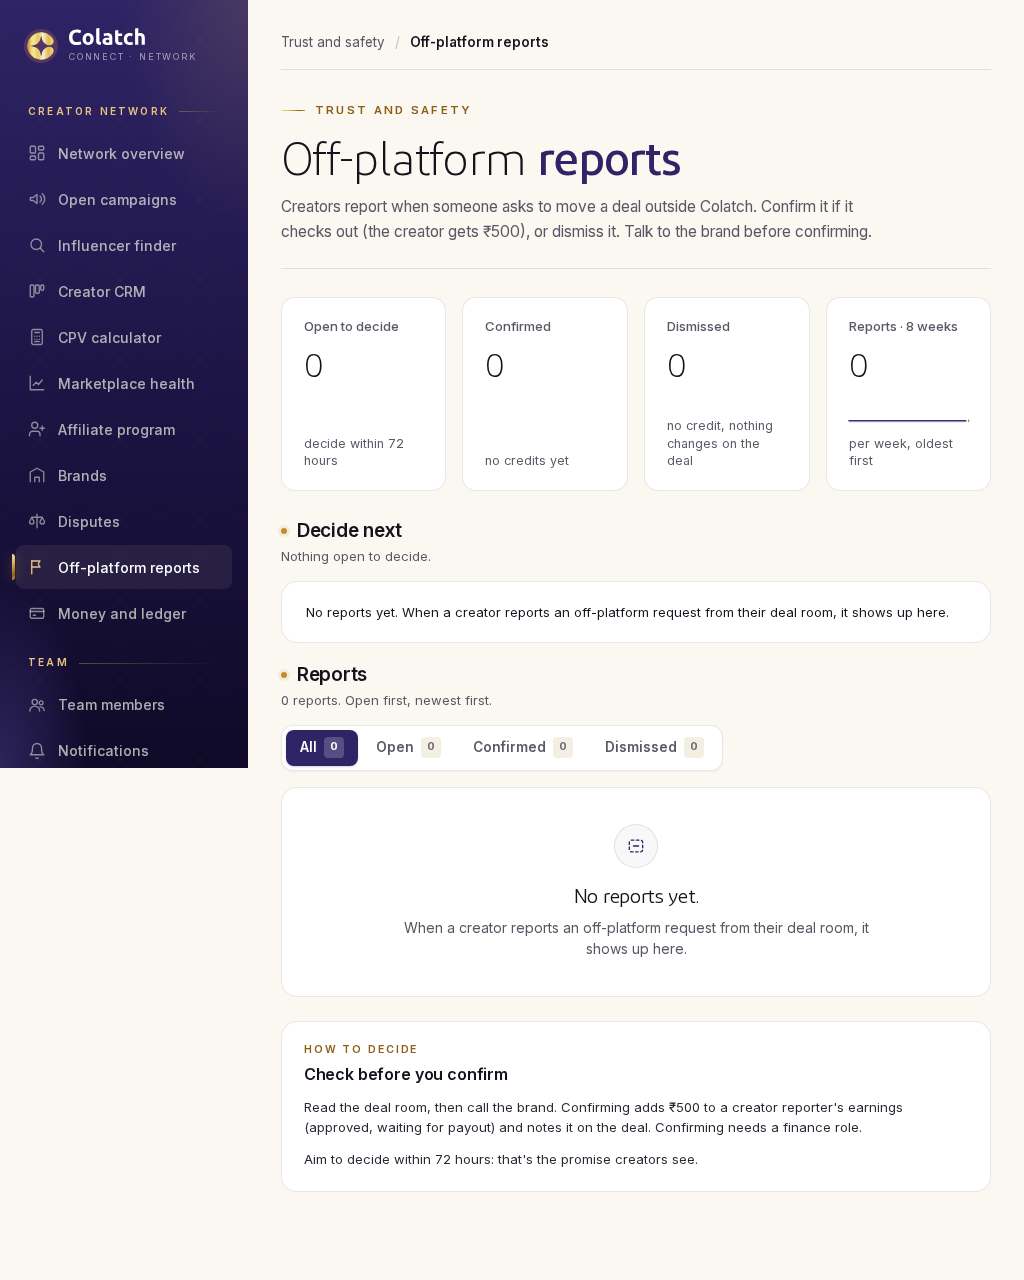 Colatch
CONNECT · NETWORK
CREATOR NETWORK
Network overview
Open campaigns
Influencer finder
Creator CRM
CPV calculator
Marketplace health
Affiliate program
Brands
Disputes
Off-platform reports
Money and ledger
TEAM
Team members
Notifications
Trust and safety / Off-platform reports
TRUST AND SAFETY
Off-platform reports
Creators report when someone asks to move a deal outside Colatch. Confirm it if it
checks out (the creator gets ₹500), or dismiss it. Talk to the brand before confirming.
Open to decide
0
decide within 72
hours
Confirmed
0
no credits yet
Dismissed
0
no credit, nothing
changes on the
deal
Reports · 8 weeks
0
per week, oldest
first
Decide next
Nothing open to decide.
No reports yet. When a creator reports an off-platform request from their deal room, it shows up here.
Reports
0 reports. Open first, newest first.
All 0 Open 0 Confirmed 0 Dismissed 0
No reports yet.
When a creator reports an off-platform request from their deal room, it
shows up here.
HOW TO DECIDE
Check before you confirm
Read the deal room, then call the brand. Confirming adds ₹500 to a creator reporter's earnings
(approved, waiting for payout) and notes it on the deal. Confirming needs a finance role.
Aim to decide within 72 hours: that's the promise creators see.